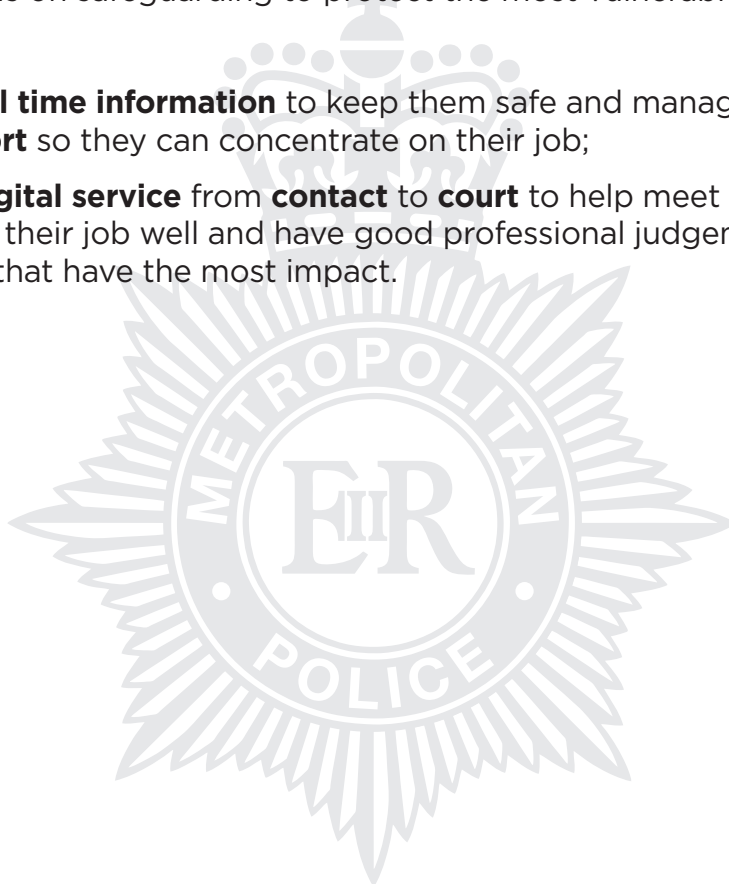 on safeguarding to protect the most
l time information to keep them safe and manag
rt so they can concentrate on their job;
gital service from contact to court to help meet
their job well and have good professional judge
that have the most impact.
METROPOLITAN
EIIR
POLICE